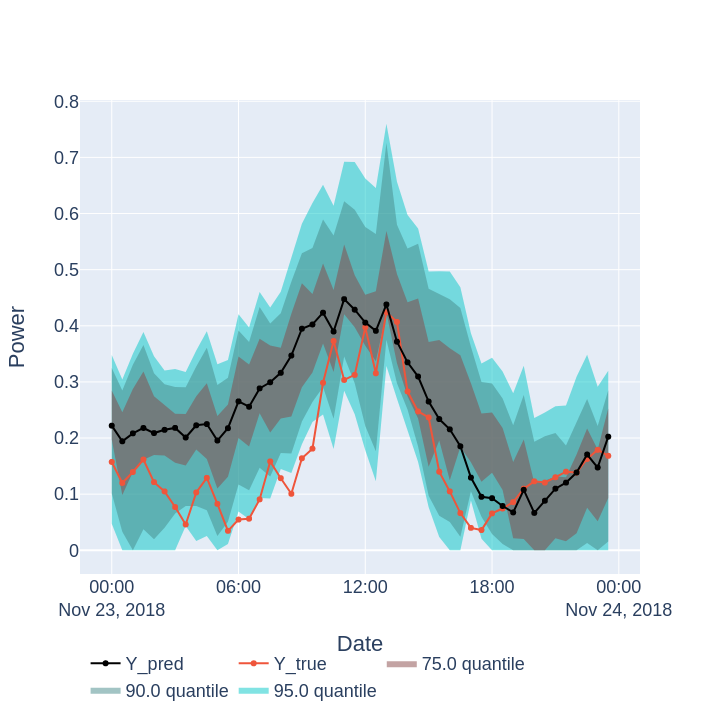 0.8
0.7
0.6
0.5
0.4
0.3
0.2
0.1
0
Power
00:00 06:00 12:00 18:00 00:00
Nov 23, 2018 Nov 24, 2018
Date
Y_pred Y_true 75.0 quantile
90.0 quantile 95.0 quantile